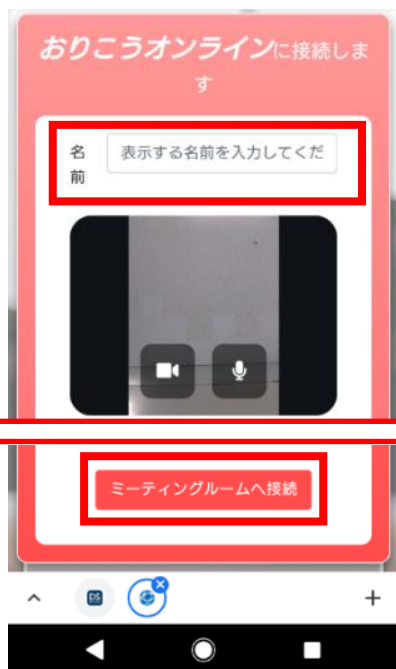 おりこうオンラインに接続しま
す
名
前
表示する名前を入力してくだ
ミーティングルームへ接続
DS